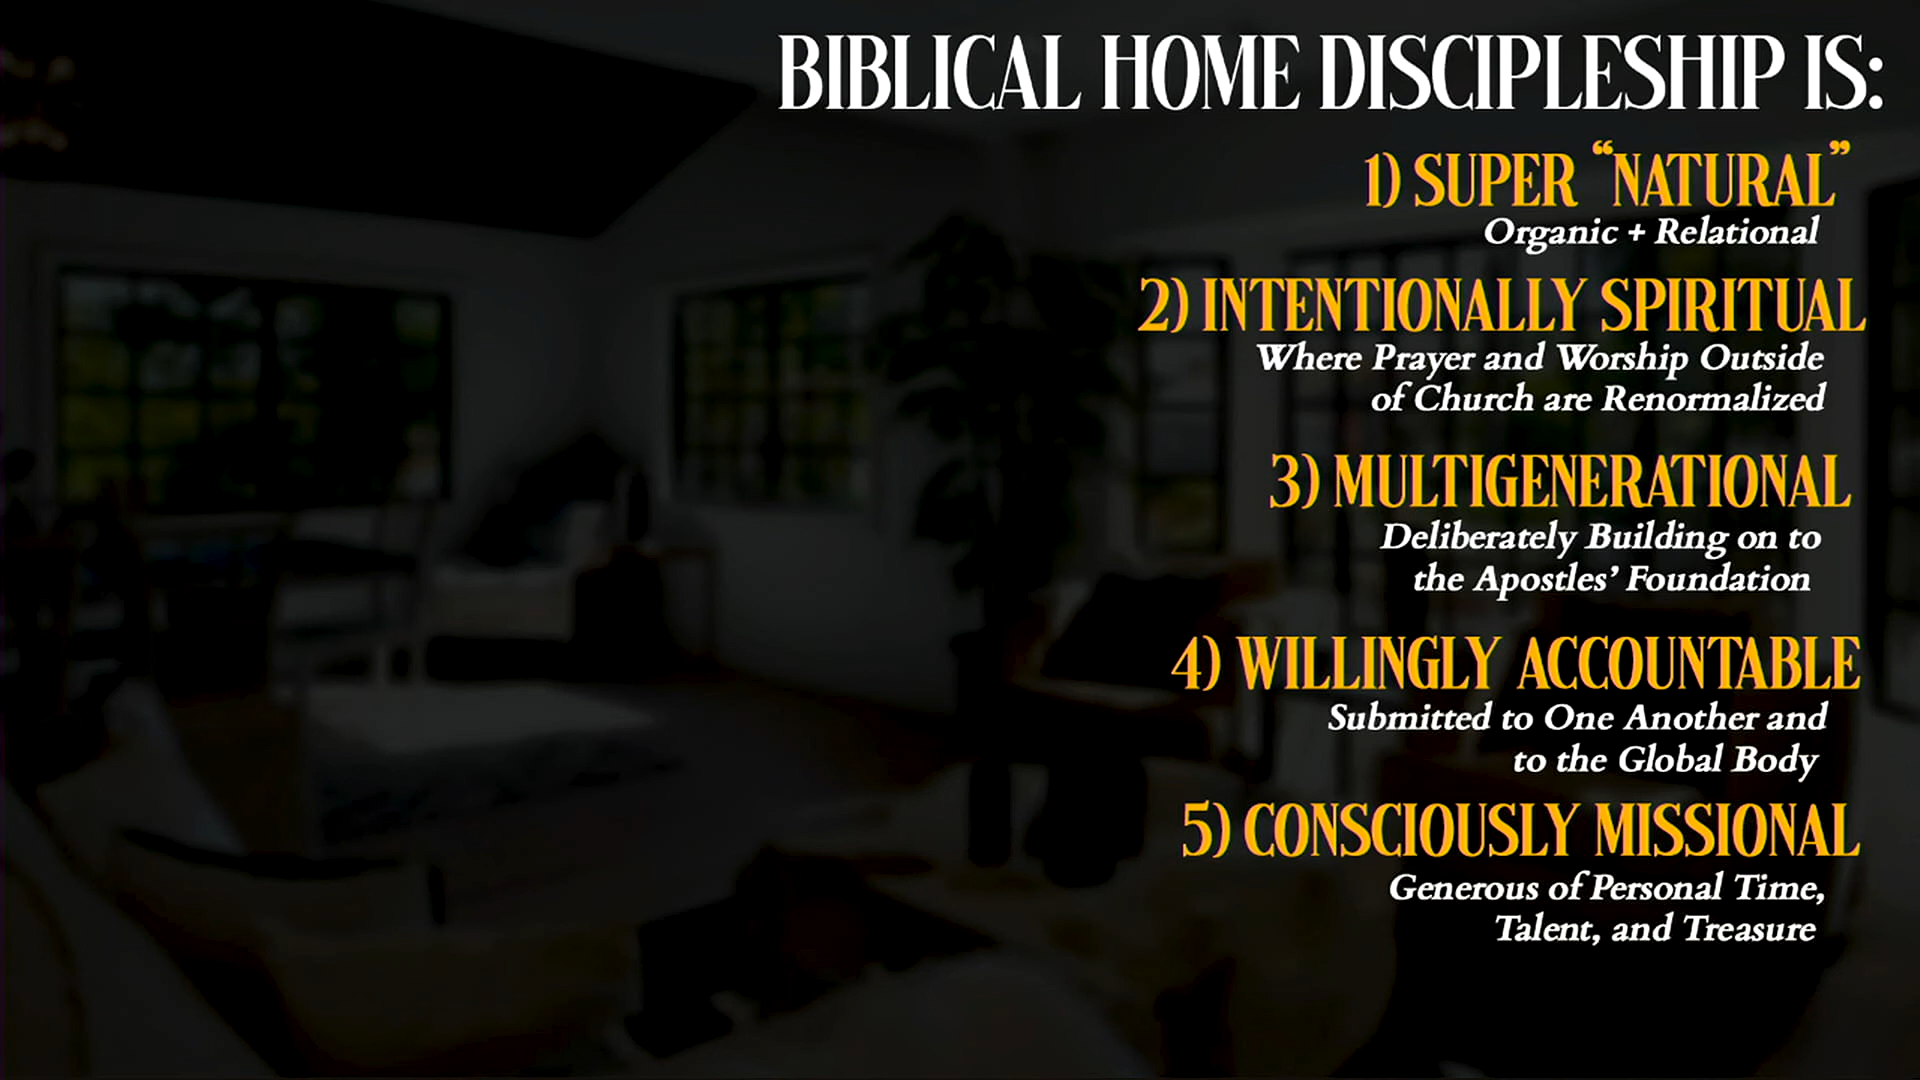 BIBLICAL HOME DISCIPLESHIP IS:
1) SUPER “NATURAL”
Organic + Relational
2) INTENTIONALLY SPIRITUAL
Where Prayer and Worship Outside
of Church are Renormalized
3) MULTIGENERATIONAL
Deliberately Building on to
the Apostles’ Foundation
4) WILLINGLY ACCOUNTABLE
Submitted to One Another and
to the Global Body
5) CONSCIOUSLY MISSIONAL
Generous of Personal Time,
Talent, and Treasure